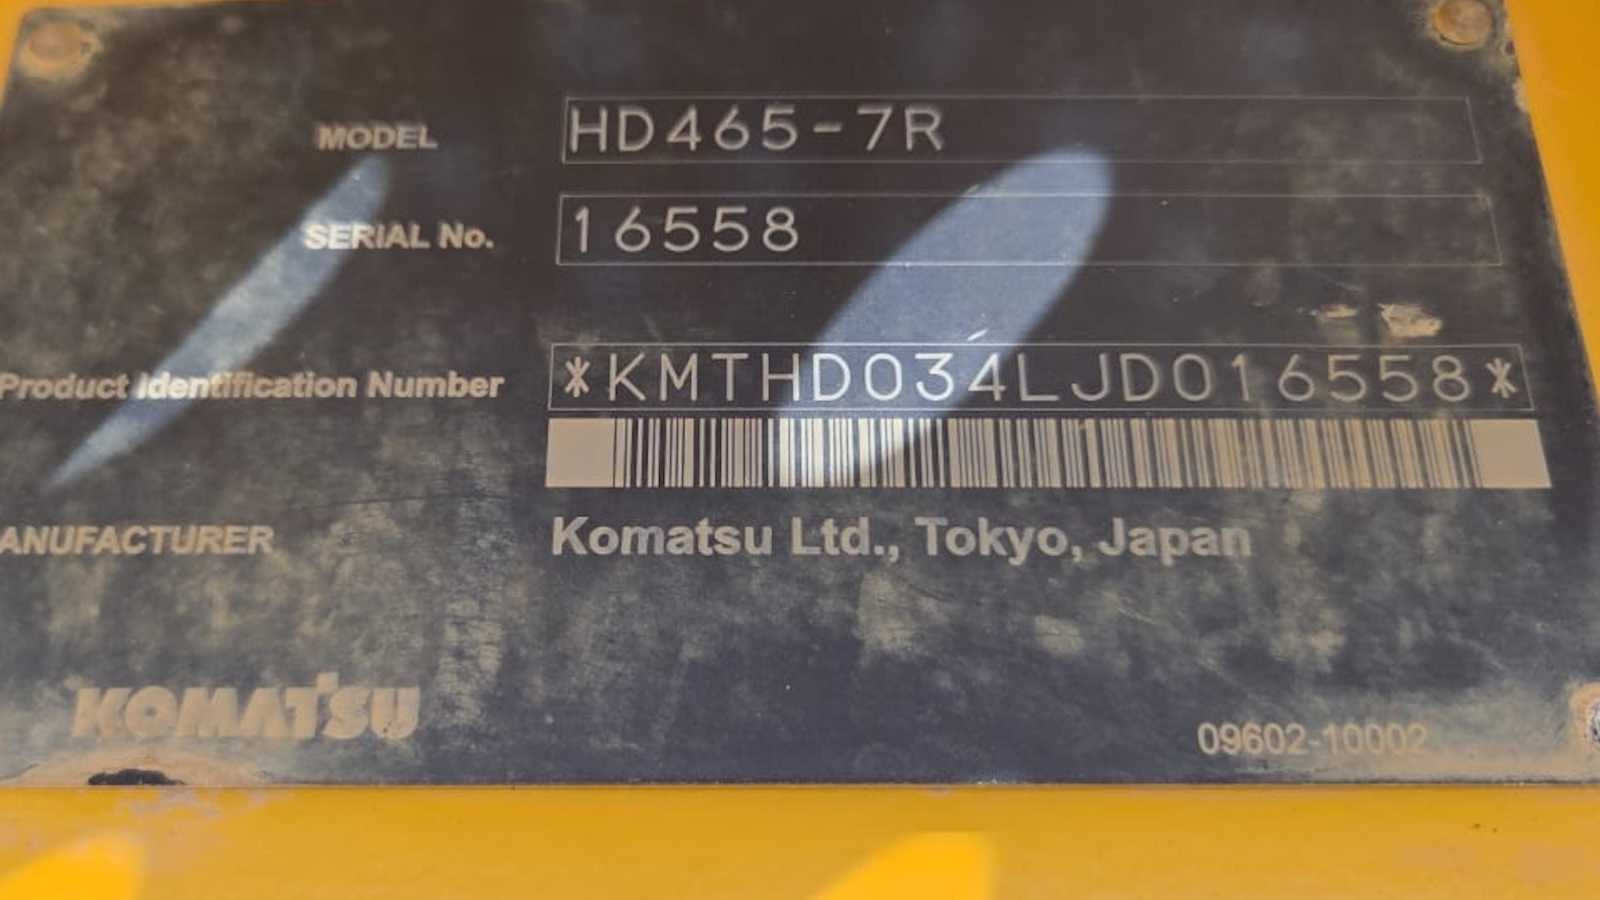 MODEL HD465-7R
SERIAL No. 16558
Product Identification Number *KMTHD034LJD016558*
ANUFACTURER Komatsu Ltd., Tokyo, Japan
KOMATSU
09602-10002